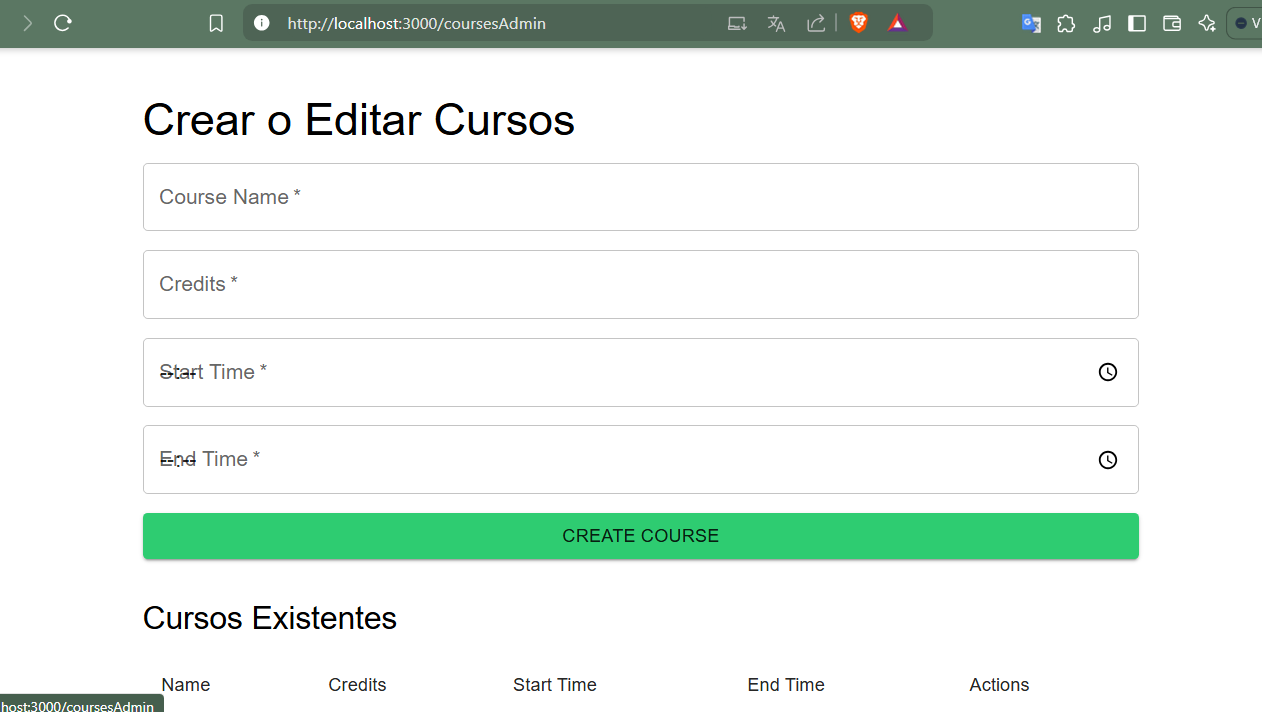 http://localhost:3000/coursesAdmin
V
Crear o Editar Cursos
Course Name *
Credits *
Start Time *
--:--
End Time *
--:--
CREATE COURSE
Cursos Existentes
Name Credits Start Time End Time Actions
host:3000/coursesAdmin